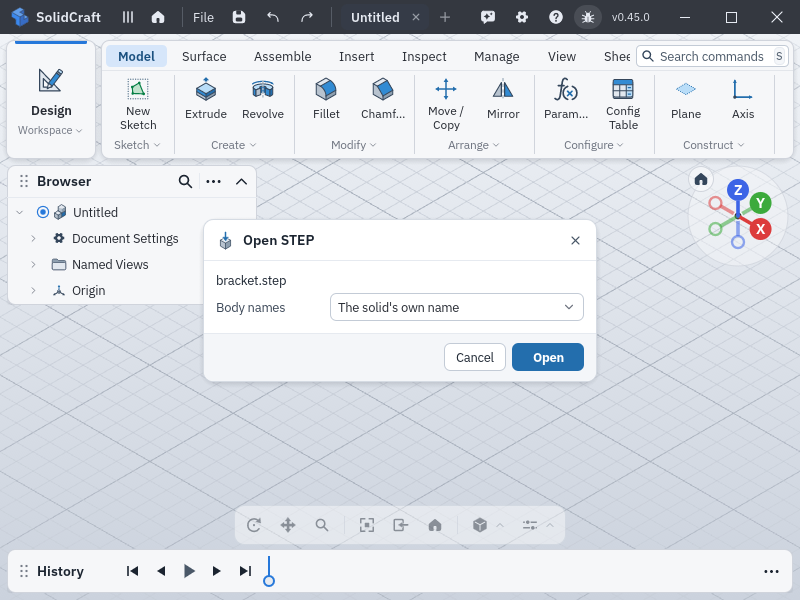 SolidCraft
File
Untitled
v0.45.0
Design
Workspace
Model
Surface
Assemble
Insert
Inspect
Manage
View
Shee
Search commands
S
New Sketch
Extrude
Revolve
Fillet
Chamf...
Move / Copy
Mirror
Param...
Config Table
Plane
Axis
Sketch
Create
Modify
Arrange
Configure
Construct
Browser
Untitled
Document Settings
Named Views
Origin
Z
Y
X
Open STEP
bracket.step
Body names
The solid's own name
Cancel
Open
History